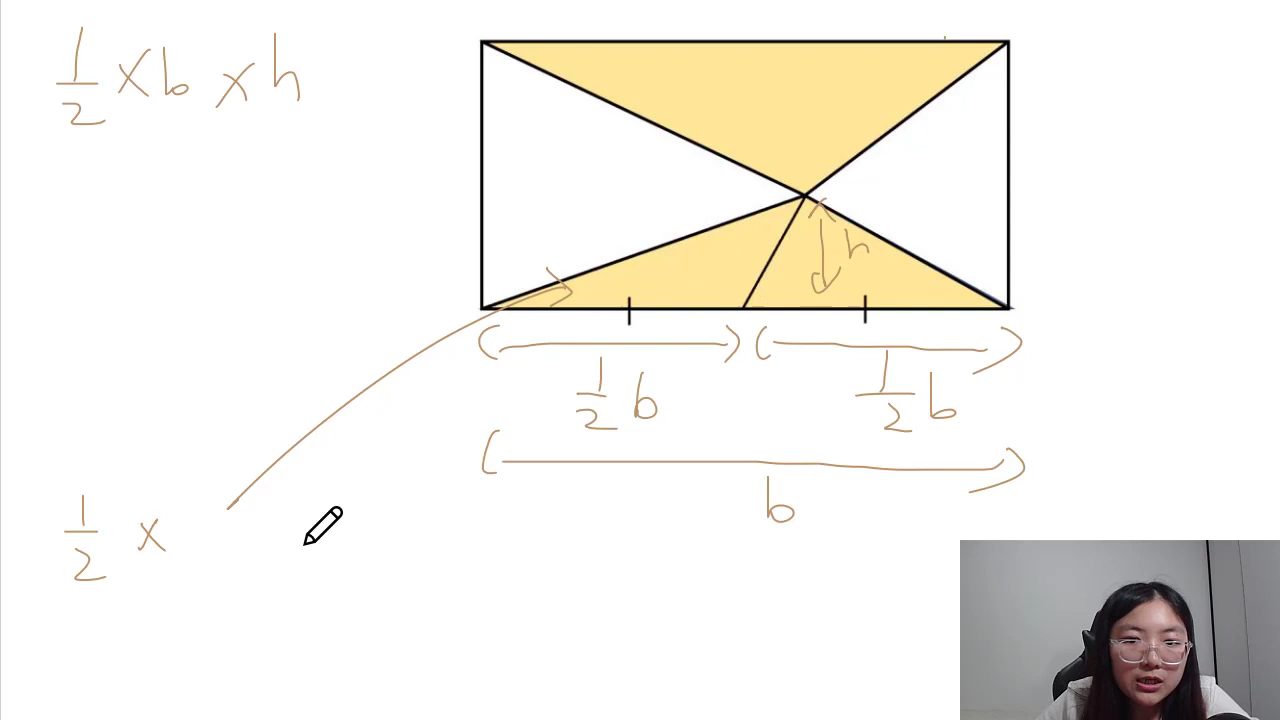 1/2 × b × h
h
1/2 b
1/2 b
b
1/2 ×